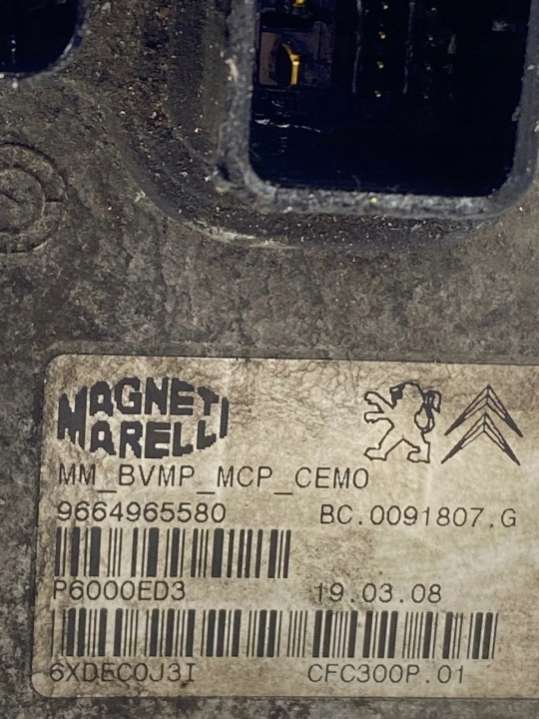 MAGNETI
MARELLI
MM_BVMP_MCP_CEMO
9664965580 BC.0091807.G
P6000ED3 19.03.08
6XDEC0J3I CFC300P.01